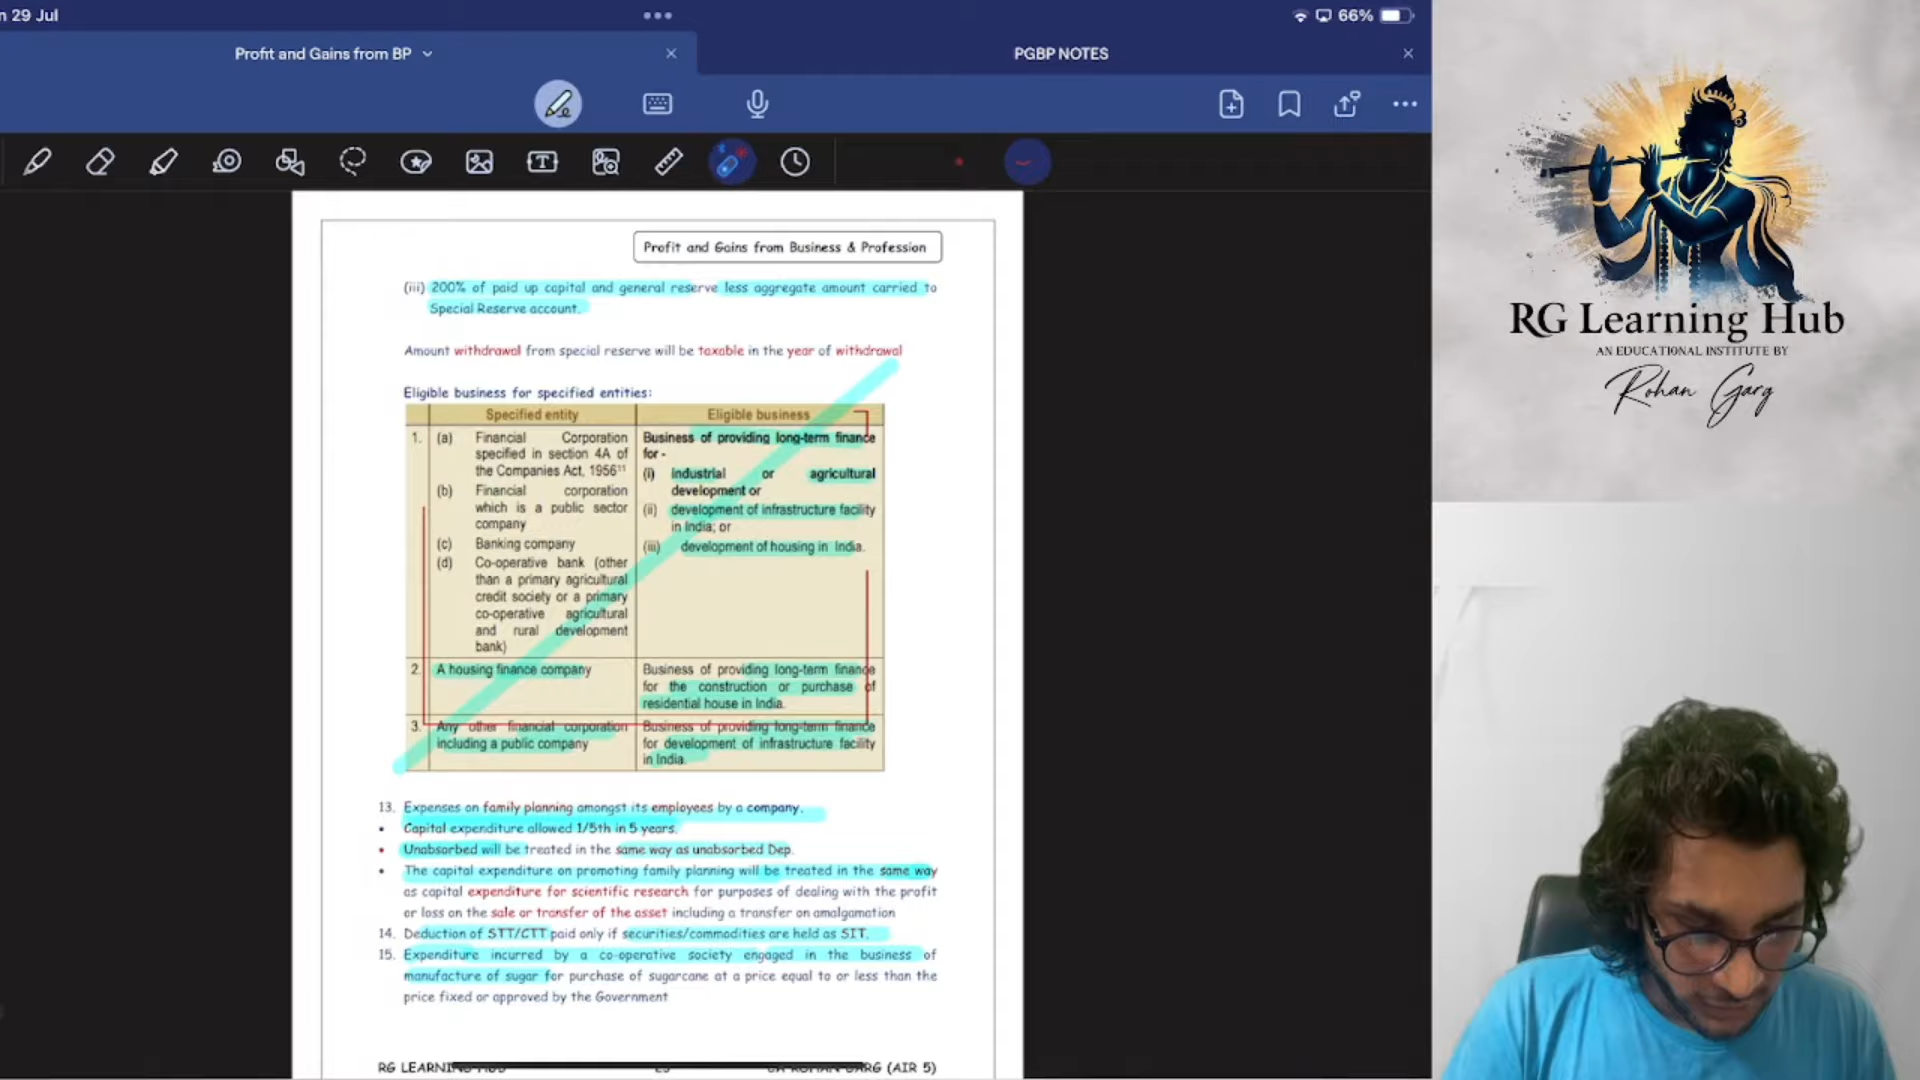 n 29 Jul
66%
Profit and Gains from BP
PGBP NOTES
Profit and Gains from Business & Profession
(iii) 200% of paid up capital and general reserve less aggregate amount carried to
Special Reserve account.
Amount withdrawal from special reserve will be taxable in the year of withdrawal
Eligible business for specified entities:
Specified entity
Eligible business
1. (a) Financial Corporation
specified in section 4A of
the Companies Act, 1956¹¹
(b) Financial corporation
which is a public sector
company
(c) Banking company
(d) Co-operative bank (other
than a primary agricultural
credit society or a primary
co-operative agricultural
and rural development
bank)
Business of providing long-term finance
for -
(i) industrial or agricultural
development or
(ii) development of infrastructure facility
in India; or
(iii) development of housing in India.
2. A housing finance company
Business of providing long-term finance
for the construction or purchase of
residential house in India.
3. Any other financial corporation
including a public company
Business of providing long-term finance
for development of infrastructure facility
in India.
13. Expenses on family planning amongst its employees by a company.
• Capital expenditure allowed 1/5th in 5 years.
• Unabsorbed will be treated in the same way as unabsorbed Dep.
• The capital expenditure on promoting family planning will be treated in the same way
as capital expenditure for scientific research for purposes of dealing with the profit
or loss on the sale or transfer of the asset including a transfer on amalgamation
14. Deduction of STT/CTT paid only if securities/commodities are held as SIT.
15. Expenditure incurred by a co-operative society engaged in the business of
manufacture of sugar for purchase of sugarcane at a price equal to or less than the
price fixed or approved by the Government
RG LEARNING HUB
CA ROHAN GARG (AIR 5)
RG Learning Hub
AN EDUCATIONAL INSTITUTE BY
Rohan Garg